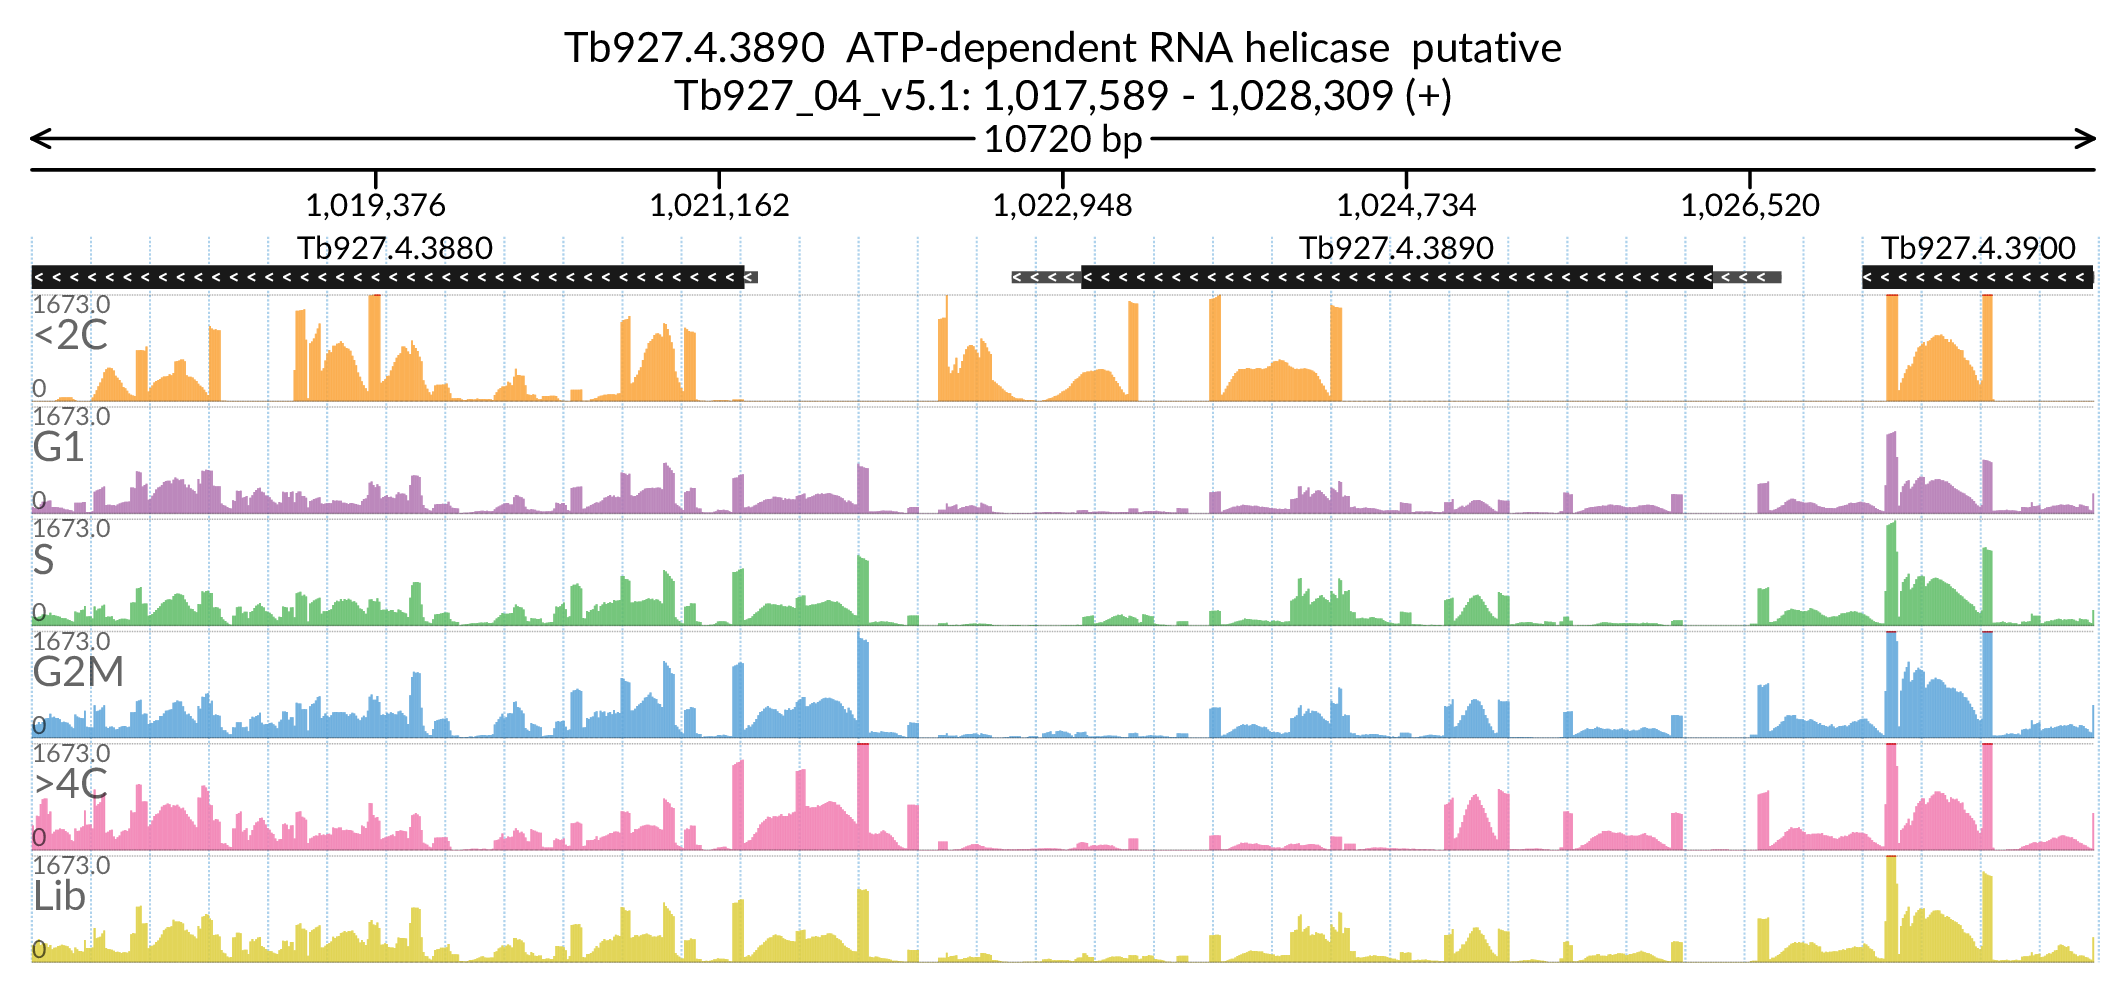 Tb927.4.3890 ATP-dependent RNA helicase putative
Tb927_04_v5.1: 1,017,589 - 1,028,309 (+)
10720 bp
1,019,376 1,021,162 1,022,948 1,024,734 1,026,520
Tb927.4.3880 Tb927.4.3890 Tb927.4.3900
1673.0
<2C
0
1673.0
G1
0
1673.0
S
0
1673.0
G2M
0
1673.0
>4C
0
1673.0
Lib
0